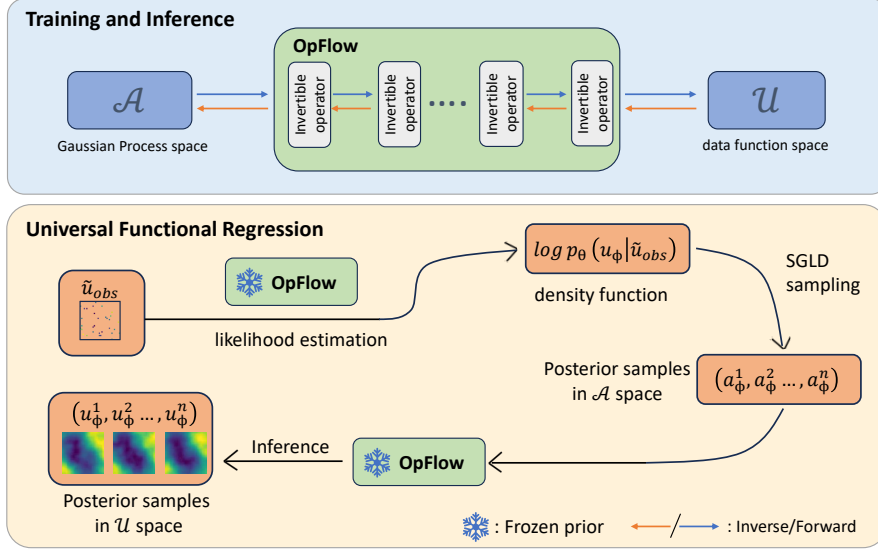 Training and Inference
OpFlow
𝒜
Invertible operator
Invertible operator
....
Invertible operator
Invertible operator
𝒰
Gaussian Process space
data function space
Universal Functional Regression
ũ_obs
OpFlow
likelihood estimation
log p_θ (u_ϕ|ũ_obs)
density function
SGLD
sampling
Posterior samples
in 𝒜 space
(a_ϕ^1, a_ϕ^2 …, a_ϕ^n)
(u_ϕ^1, u_ϕ^2 …, u_ϕ^n)
Inference
OpFlow
Posterior samples
in 𝒰 space
: Frozen prior
/ : Inverse/Forward